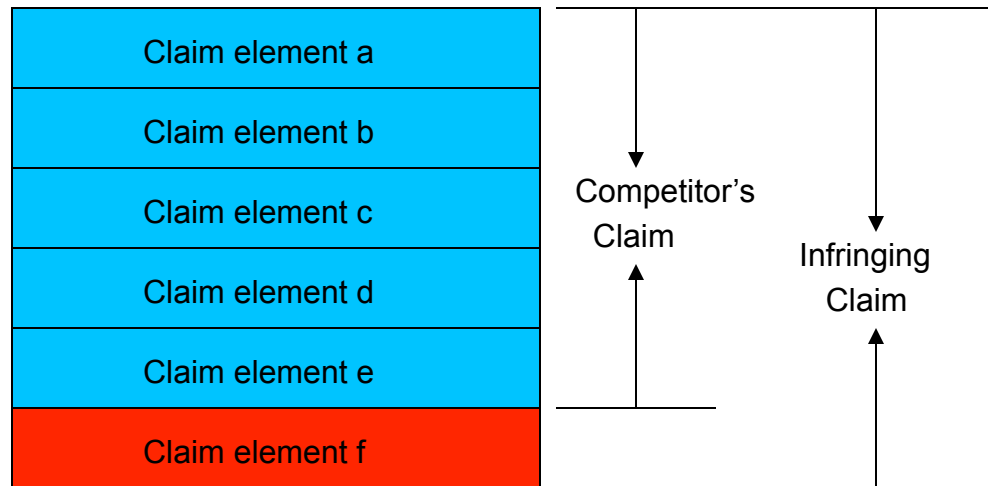 Claim element a
Claim element b
Claim element c
Claim element d
Claim element e
Claim element f
Competitor’s
Claim
Infringing
Claim